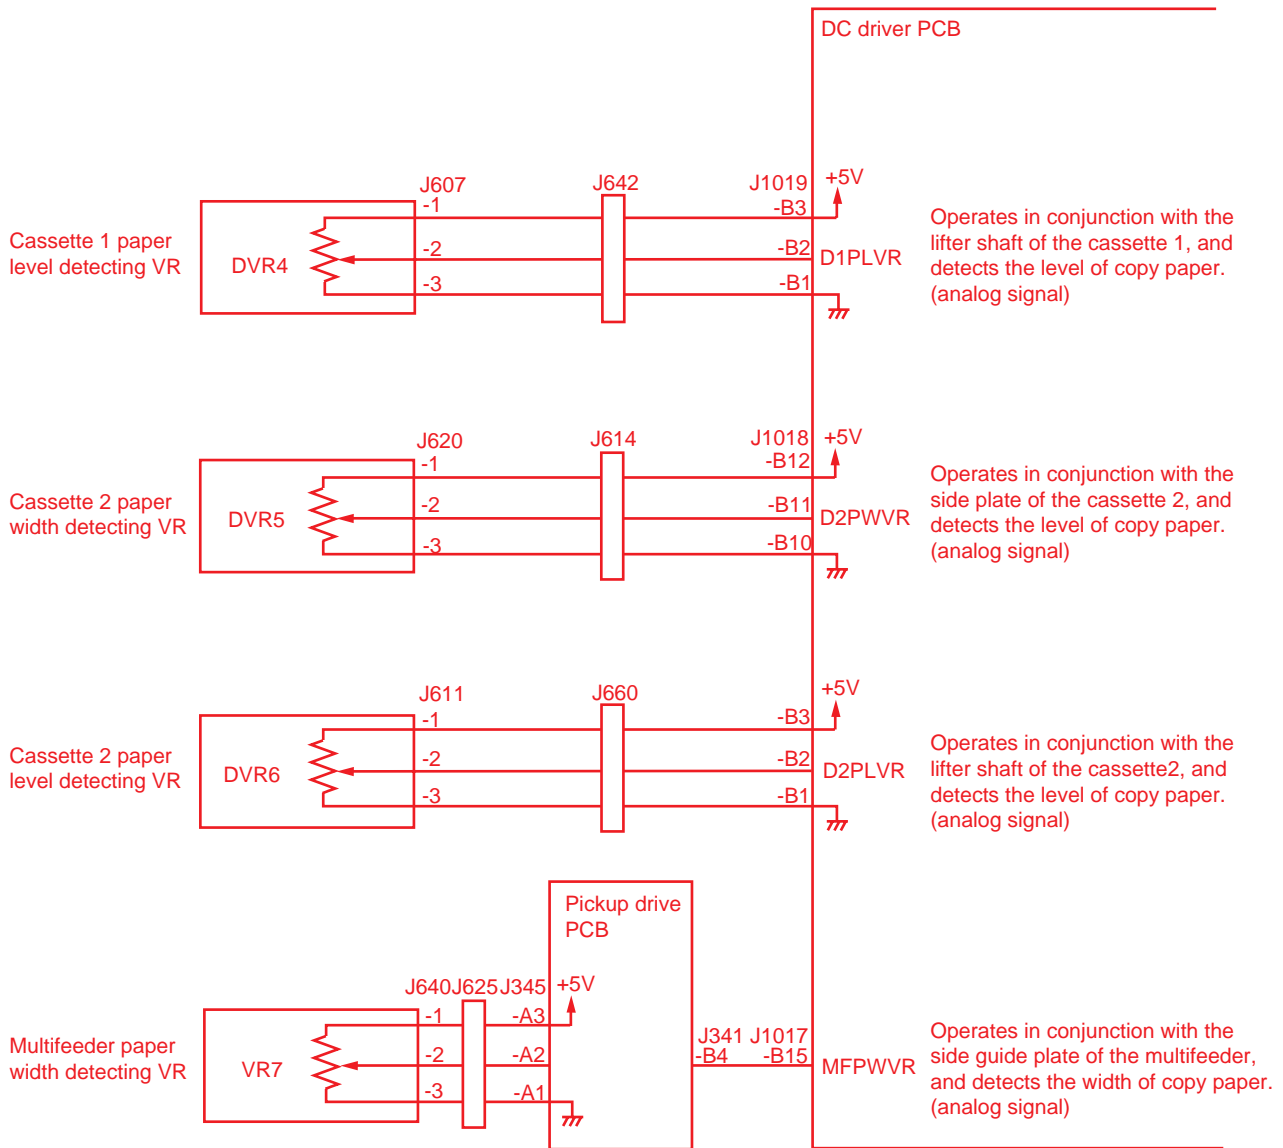 DC driver PCB
Cassette 1 paper
level detecting VR
DVR4
J607
-1
-2
-3
J642
J1019
-B3
-B2
-B1
+5V
D1PLVR
Operates in conjunction with the
lifter shaft of the cassette 1, and
detects the level of copy paper.
(analog signal)
Cassette 2 paper
width detecting VR
DVR5
J620
-1
-2
-3
J614
J1018
-B12
-B11
-B10
+5V
D2PWVR
Operates in conjunction with the
side plate of the cassette 2, and
detects the level of copy paper.
(analog signal)
Cassette 2 paper
level detecting VR
DVR6
J611
-1
-2
-3
J660
-B3
-B2
-B1
+5V
D2PLVR
Operates in conjunction with the
lifter shaft of the cassette2, and
detects the level of copy paper.
(analog signal)
Pickup drive
PCB
Multifeeder paper
width detecting VR
VR7
J640
-1
-2
-3
J625
J345
-A3
-A2
-A1
+5V
J341
-B4
J1017
-B15
MFPWVR
Operates in conjunction with the
side guide plate of the multifeeder,
and detects the width of copy paper.
(analog signal)